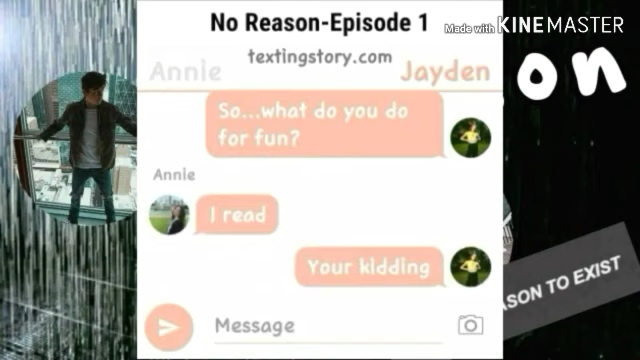 No Reason-Episode 1
Made with KINEMASTER
textingstory.com
Annie
Jayden
on
So...what do you do
for fun?
Annie
I read
Your kidding
Message
ASON TO EXIST